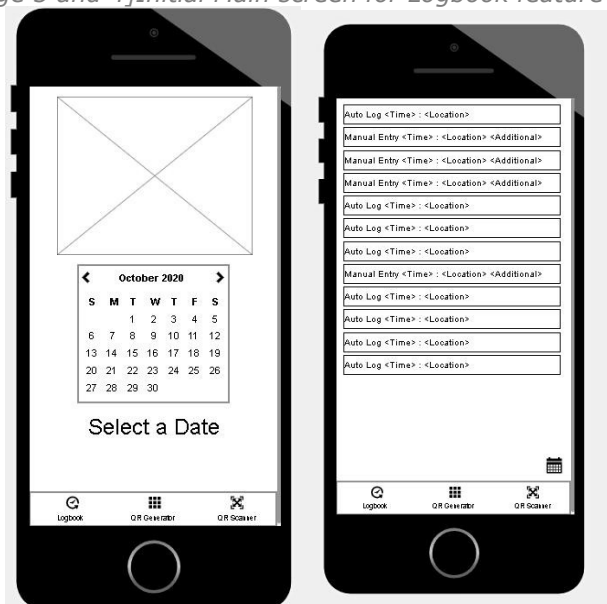 Initial Main screen for Logbook feature
October 2020
S M T W T F S
1 2 3 4 5
6 7 8 9 10 11 12
13 14 15 16 17 18 19
20 21 22 23 24 25 26
27 28 29 30
Select a Date
Logbook QR Generator QR Scanner
Auto Log <Time> : <Location>
Manual Entry <Time> : <Location> <Additional>
Manual Entry <Time> : <Location> <Additional>
Manual Entry <Time> : <Location> <Additional>
Auto Log <Time> : <Location>
Auto Log <Time> : <Location>
Auto Log <Time> : <Location>
Manual Entry <Time> : <Location> <Additional>
Auto Log <Time> : <Location>
Auto Log <Time> : <Location>
Auto Log <Time> : <Location>
Auto Log <Time> : <Location>
Logbook QR Generator QR Scanner